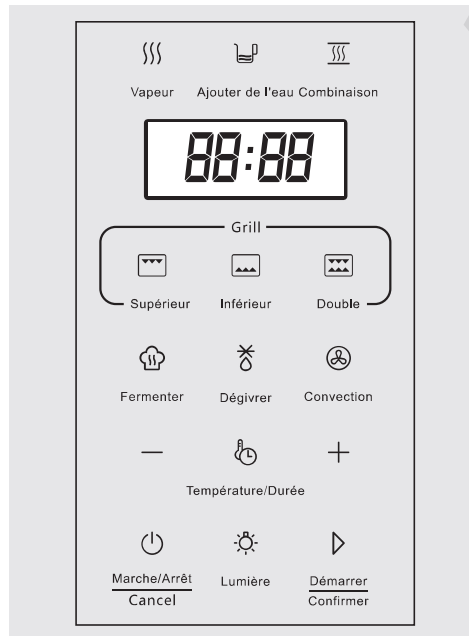 Vapeur Ajouter de l'eau Combinaison
88:88
Grill
Supérieur Inférieur Double
Fermenter Dégivrer Convection
Température/Durée
Marche/Arrêt Lumière Démarrer
Cancel Confirmer